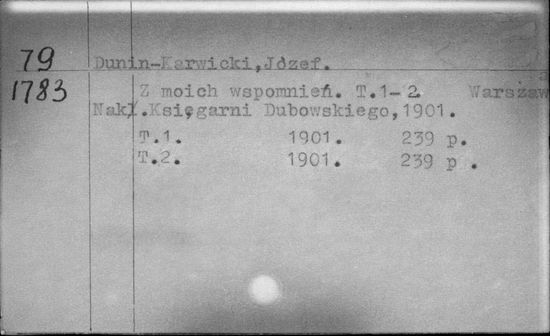 79 Dunin-Karwicki, Józef.
1783 Z moich wspomnień. T.1-2 Warszawa
Nakł. Księgarni Dubowskiego, 1901.
T.1. 1901. 239 p.
T.2. 1901. 239 p.